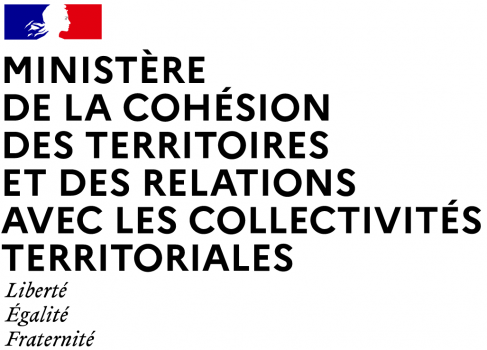 MINISTÈRE
DE LA COHÉSION
DES TERRITOIRES
ET DES RELATIONS
AVEC LES COLLECTIVITÉS
TERRITORIALES
Liberté
Égalité
Fraternité